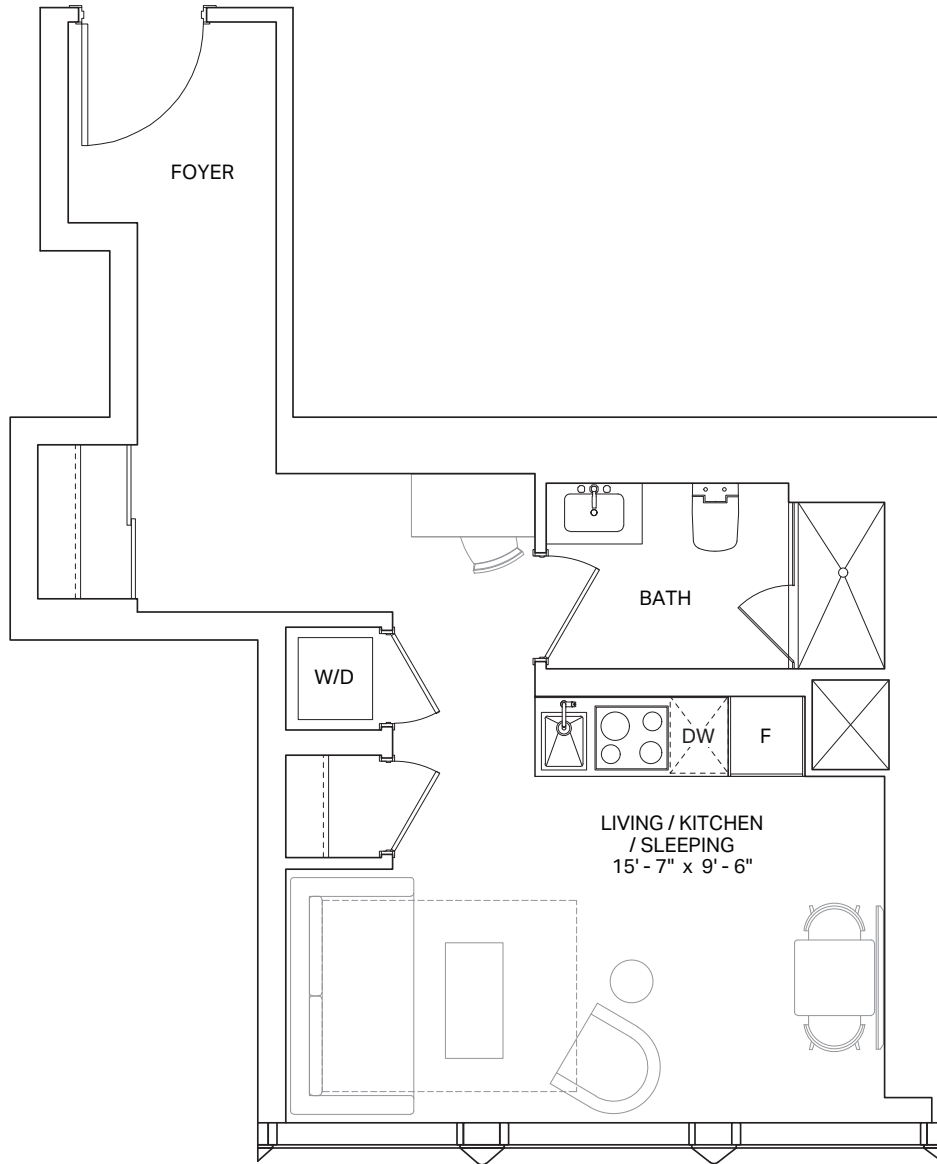 FOYER
BATH
W/D
DW
F
LIVING / KITCHEN
/ SLEEPING
15' - 7" x 9' - 6"